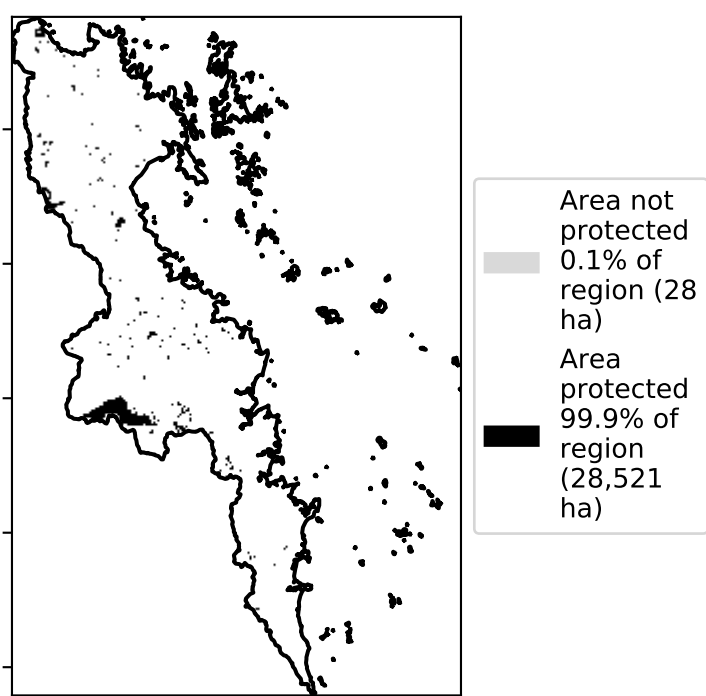 Area not
protected
0.1% of
region (28
ha)
Area
protected
99.9% of
region
(28,521
ha)